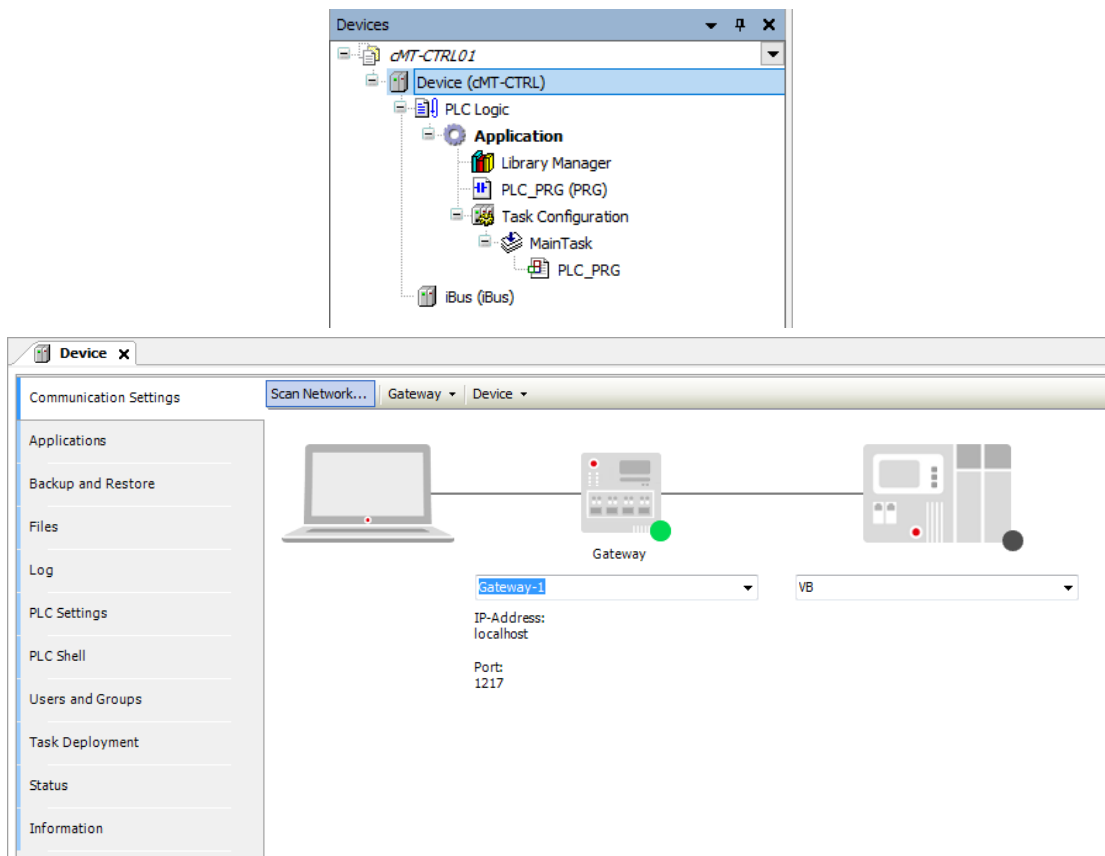 Devices
cMT-CTRL01
Device (cMT-CTRL)
PLC Logic
Application
Library Manager
PLC_PRG (PRG)
Task Configuration
MainTask
PLC_PRG
iBus (iBus)
Device
Communication Settings
Scan Network...
Gateway
Device
Applications
Backup and Restore
Files
Log
PLC Settings
PLC Shell
Users and Groups
Task Deployment
Status
Information
Gateway
Gateway-1
VB
IP-Address:
localhost
Port:
1217